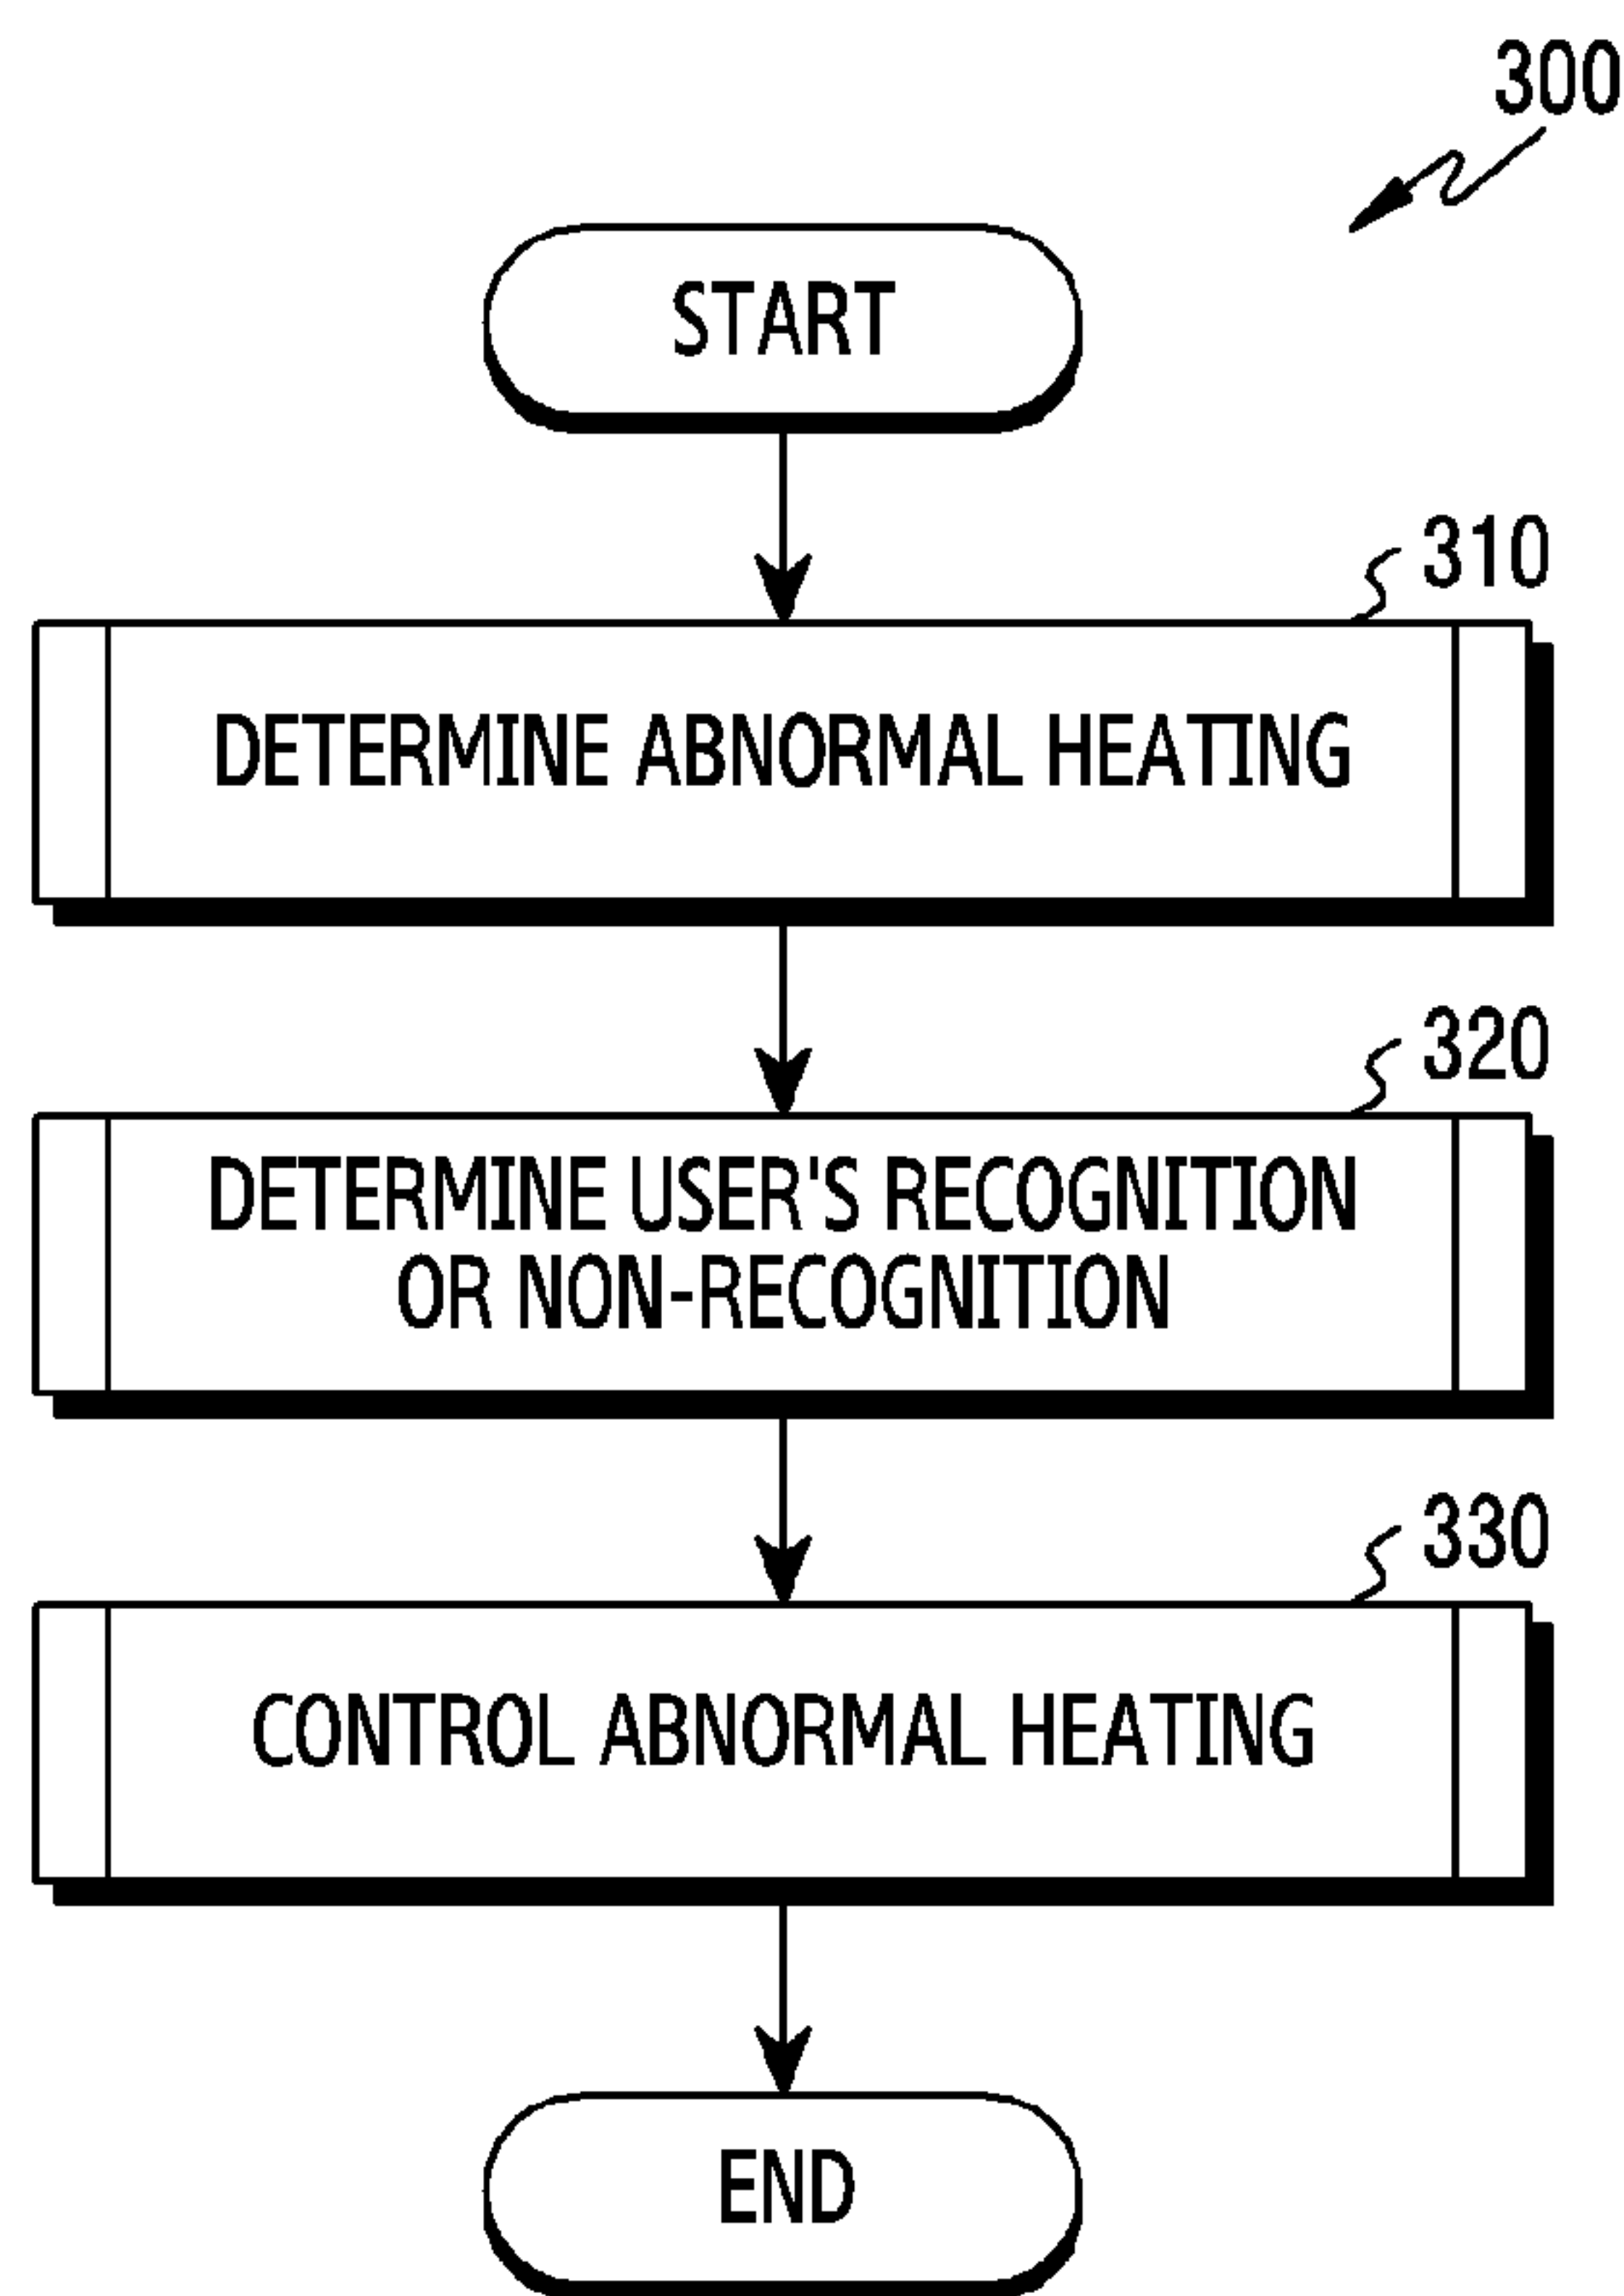 300
START
310
DETERMINE ABNORMAL HEATING
320
DETERMINE USER'S RECOGNITION
OR NON-RECOGNITION
330
CONTROL ABNORMAL HEATING
END